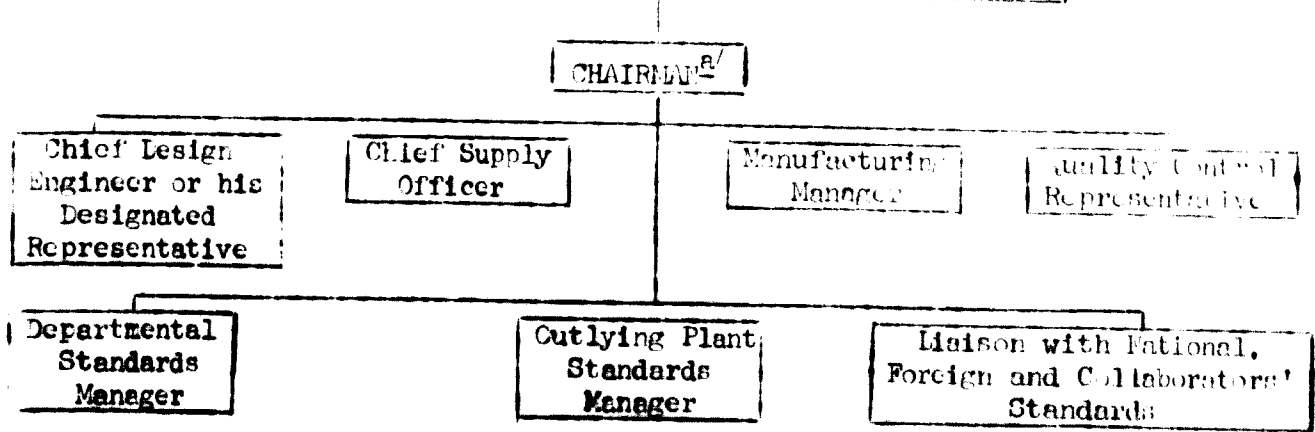 CHAIRMAN a/
Chief Design
Engineer or his
Designated
Representative
Chief Supply
Officer
Manufacturing
Manager
Quality Control
Representative
Departmental
Standards
Manager
Outlying Plant
Standards
Manager
Liaison with National,
Foreign and Collaborators'
Standards